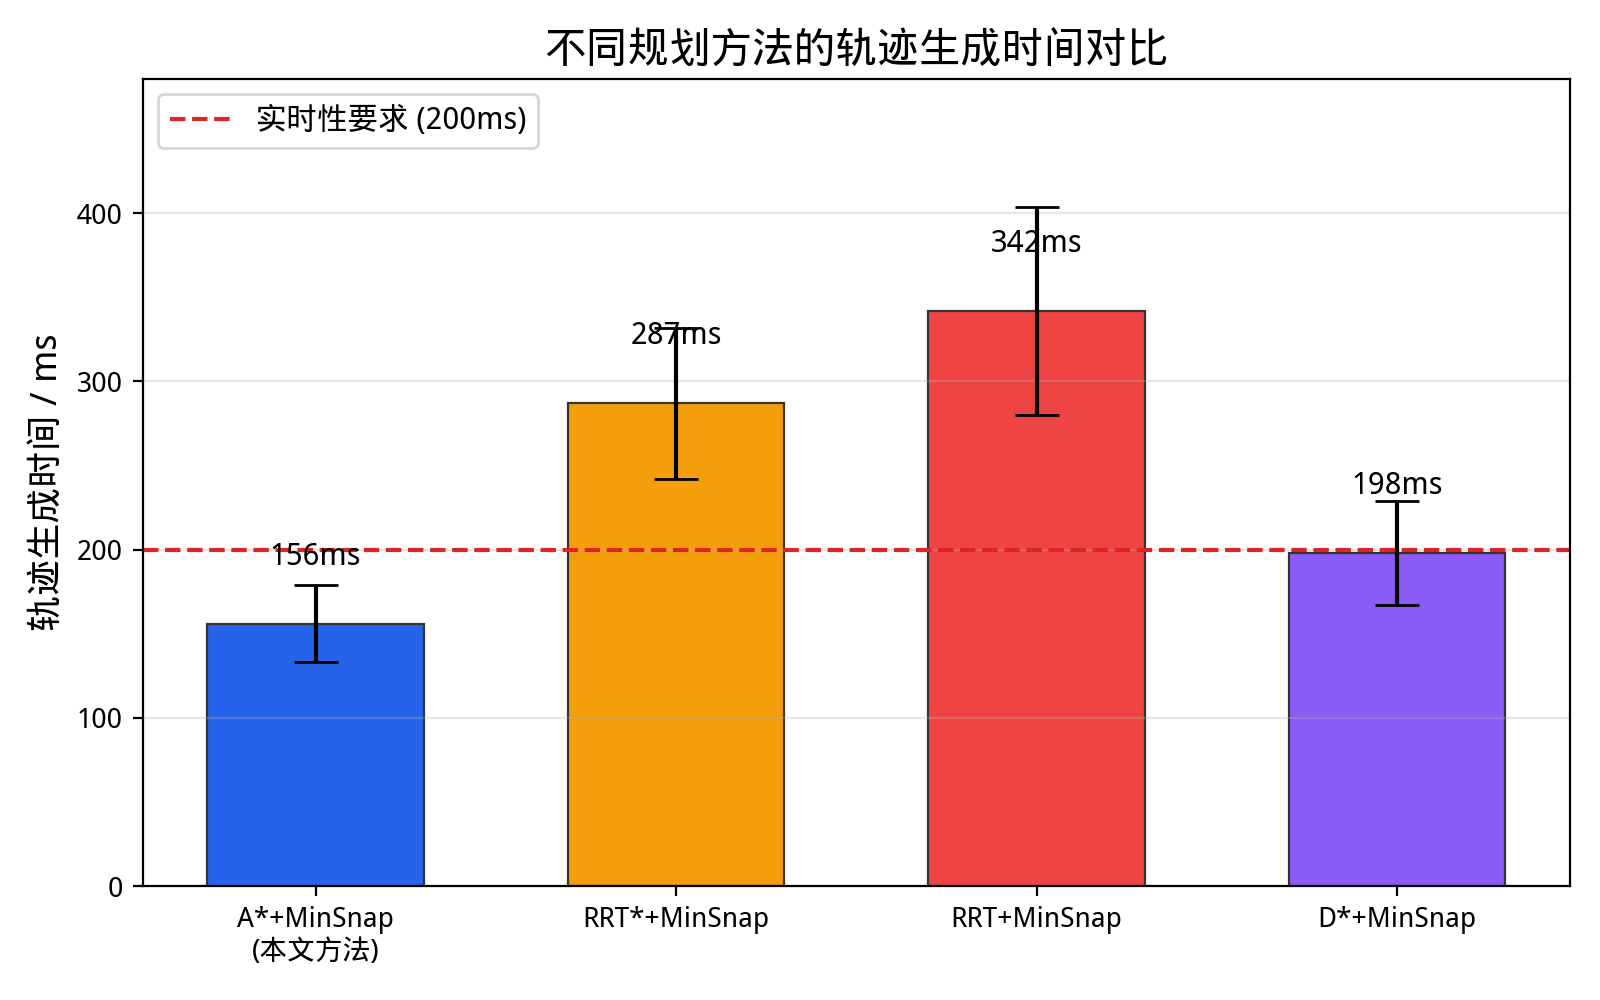 不同规划方法的轨迹生成时间对比
实时性要求 (200ms)
轨迹生成时间 / ms
400
300
200
100
0
156ms
287ms
342ms
198ms
A*+MinSnap
(本文方法)
RRT*+MinSnap
RRT+MinSnap
D*+MinSnap